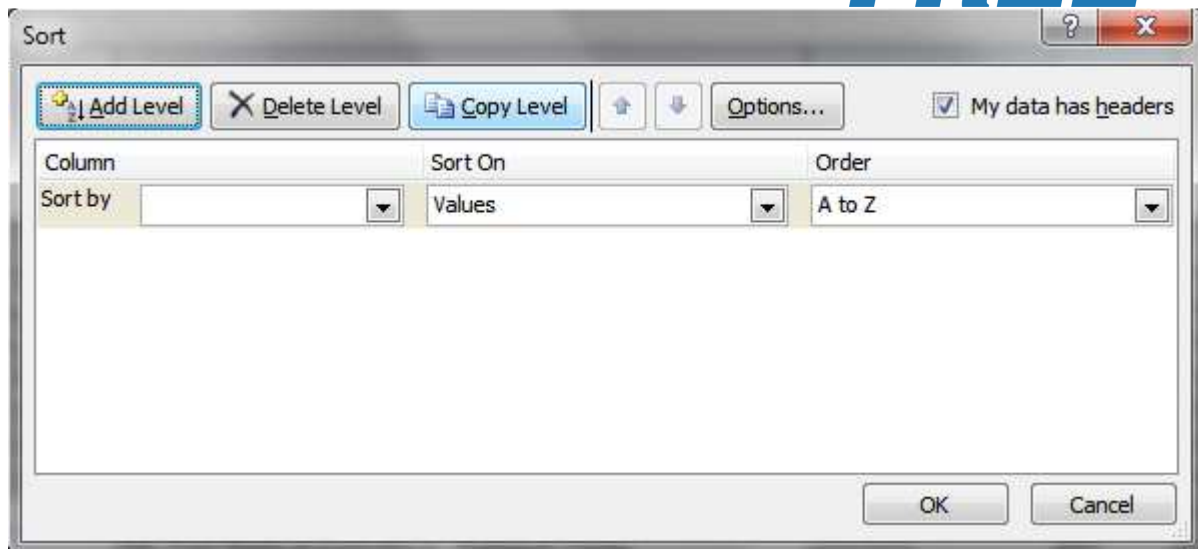 FREE
Sort
Add Level Delete Level Copy Level Options... My data has headers
Column Sort On Order
Sort by Values A to Z
OK Cancel